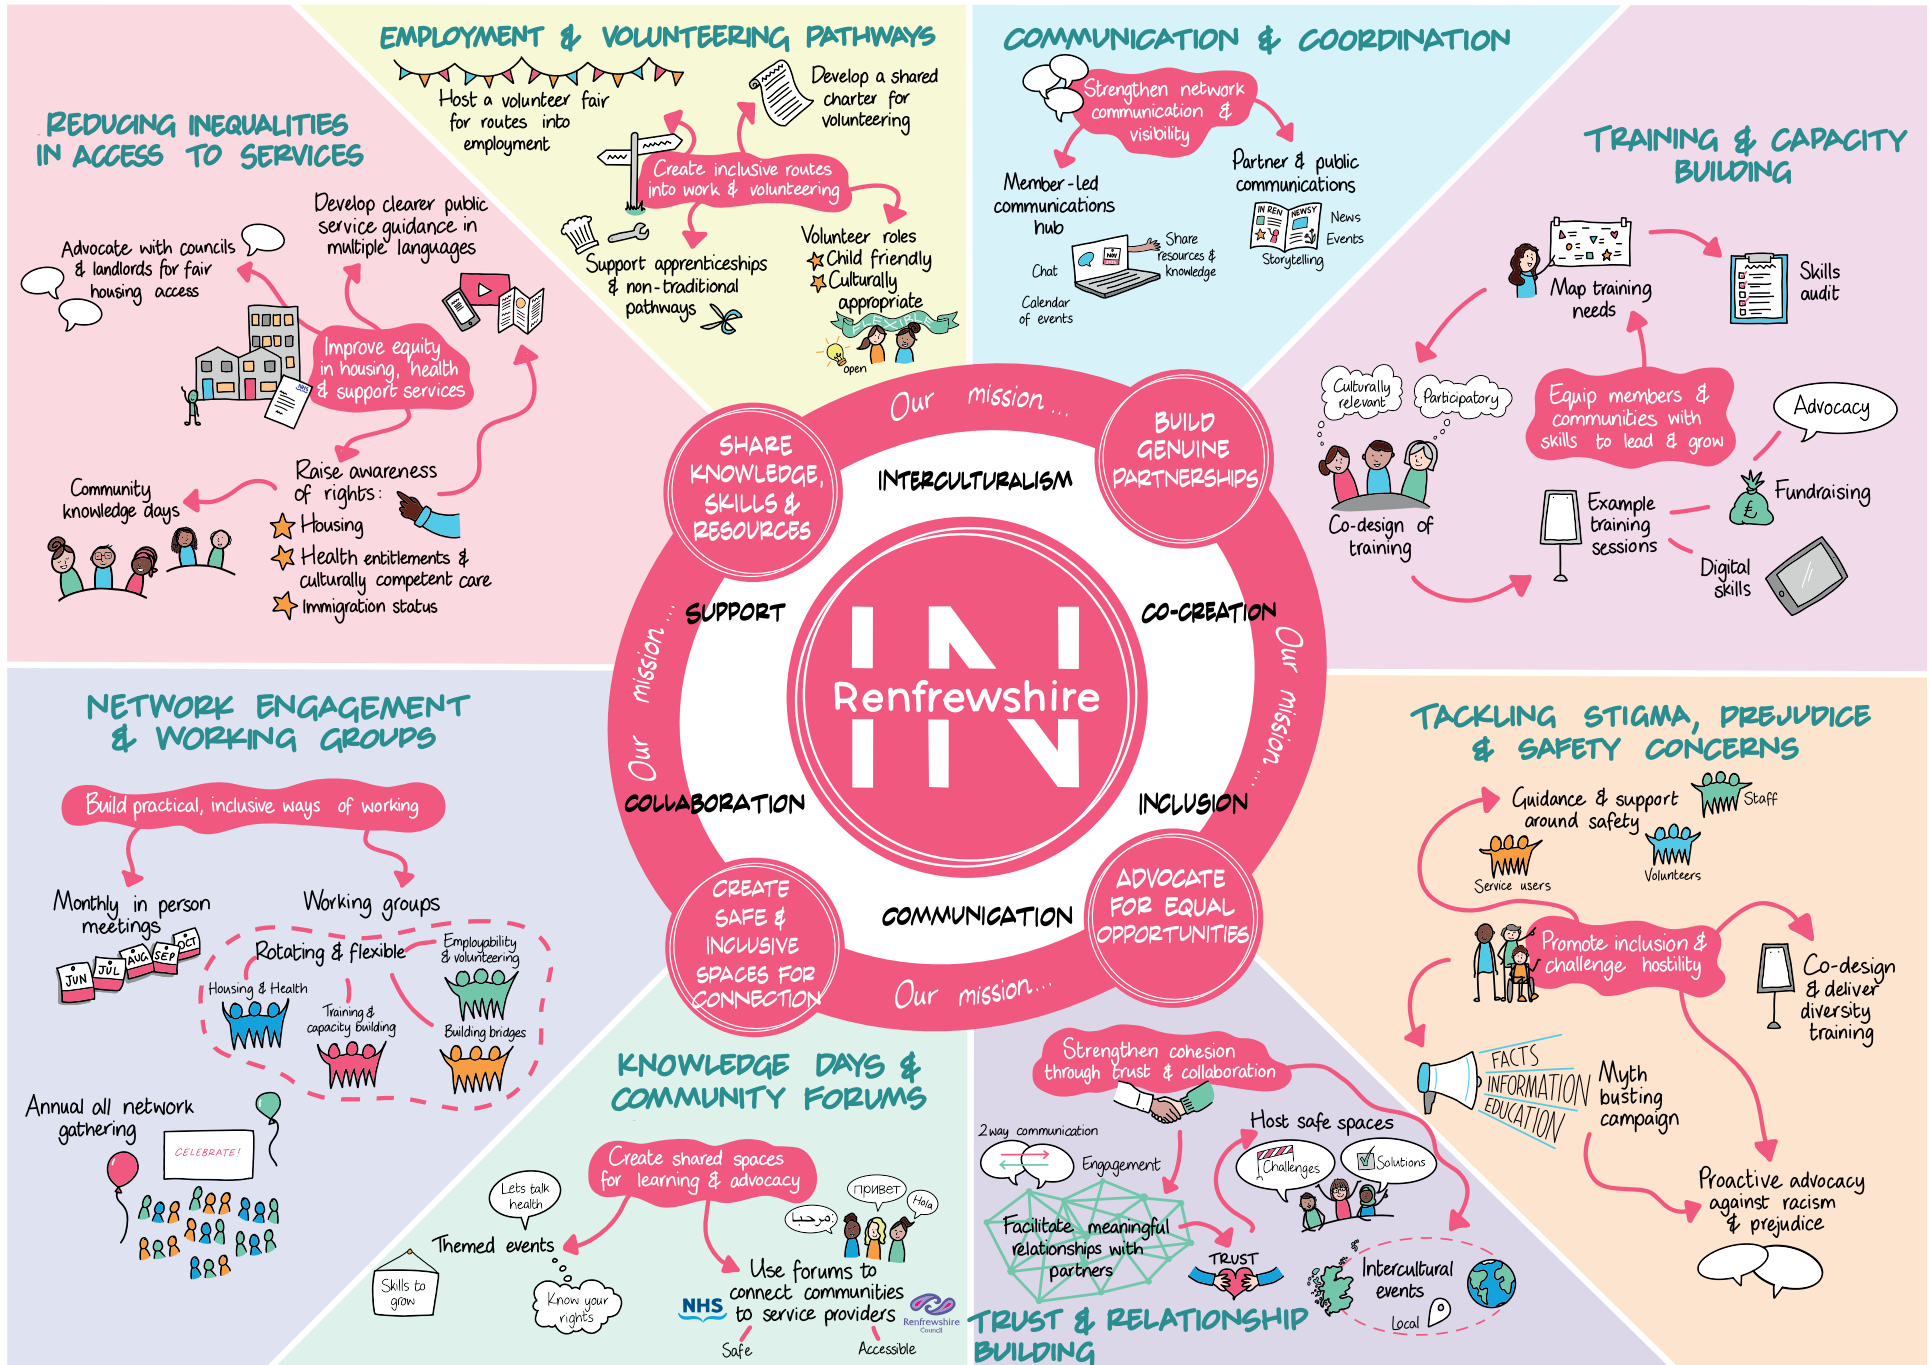 REDUCING INEQUALITIES
IN ACCESS TO SERVICES
Develop clearer public
service guidance in
multiple languages
Advocate with councils
& landlords for fair
housing access
Improve equity
in housing, health
& support services
NHS
Raise awareness
of rights:
Housing
Health entitlements &
culturally competent care
Immigration status
Community
knowledge days
EMPLOYMENT & VOLUNTEERING PATHWAYS
Host a volunteer fair
for routes into
employment
Develop a shared
charter for
volunteering
Create inclusive routes
into work & volunteering
Support apprenticeships
& non-traditional
pathways
Volunteer roles
Child friendly
Culturally
appropriate
FLEXIBLE
open
COMMUNICATION & COORDINATION
Strengthen network
communication &
visibility
Member-led
communications
hub
Chat
Calendar
of events
NOV
Share
resources &
knowledge
Partner & public
communications
IN REN NEWSY
News
Events
Storytelling
TRAINING & CAPACITY
BUILDING
Map training
needs
Skills
audit
Equip members &
communities with
skills to lead & grow
Culturally
relevant
Participatory
Co-design of
training
Example
training
sessions
Advocacy
Fundraising
£
Digital
skills
Our mission...
Our mission...
Our mission...
Our mission...
SHARE
KNOWLEDGE,
SKILLS &
RESOURCES
BUILD
GENUINE
PARTNERSHIPS
CREATE
SAFE &
INCLUSIVE
SPACES FOR
CONNECTION
ADVOCATE
FOR EQUAL
OPPORTUNITIES
INTERCULTURALISM
SUPPORT
CO-CREATION
COLLABORATION
INCLUSION
COMMUNICATION
IN
Renfrewshire
NETWORK ENGAGEMENT
& WORKING GROUPS
Build practical, inclusive ways of working
Monthly in person
meetings
JUN
JUL
AUG
SEP
OCT
Working groups
Rotating & flexible
Employability
& volunteering
Housing & Health
Training &
capacity building
Building bridges
Annual all network
gathering
CELEBRATE!
KNOWLEDGE DAYS &
COMMUNITY FORUMS
Create shared spaces
for learning & advocacy
Lets talk
health
Themed events
Skills to
grow
Know your
rights
привет
Hola
مرحبا
Use forums to
connect communities
to service providers
NHS
Renfrewshire
Council
Safe
Accessible
Strengthen cohesion
through trust & collaboration
2 way communication
Engagement
Facilitate meaningful
relationships with
partners
TRUST
Host safe spaces
Challenges
Solutions
Intercultural
events
Local
TRUST & RELATIONSHIP
BUILDING
TACKLING STIGMA, PREJUDICE
& SAFETY CONCERNS
Guidance & support
around safety
Staff
Service users
Volunteers
Promote inclusion &
challenge hostility
Co-design
& deliver
diversity
training
FACTS
INFORMATION
EDUCATION
Myth
busting
campaign
Proactive advocacy
against racism
& prejudice